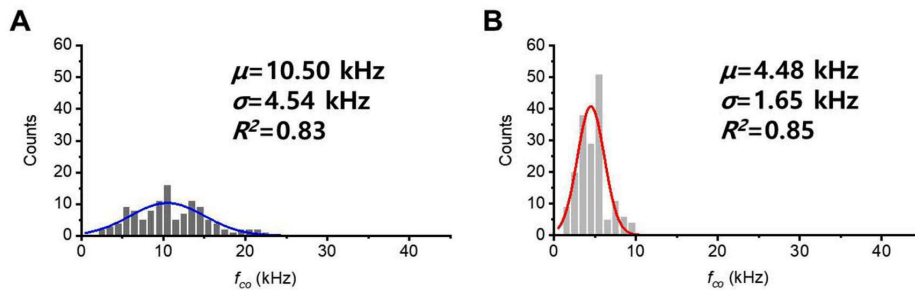 A
60
50
40
30
20
10
0
Counts
μ=10.50 kHz
σ=4.54 kHz
R²=0.83
0 10 20 30 40
f_co (kHz)
B
60
50
40
30
20
10
0
Counts
μ=4.48 kHz
σ=1.65 kHz
R²=0.85
0 10 20 30 40
f_co (kHz)